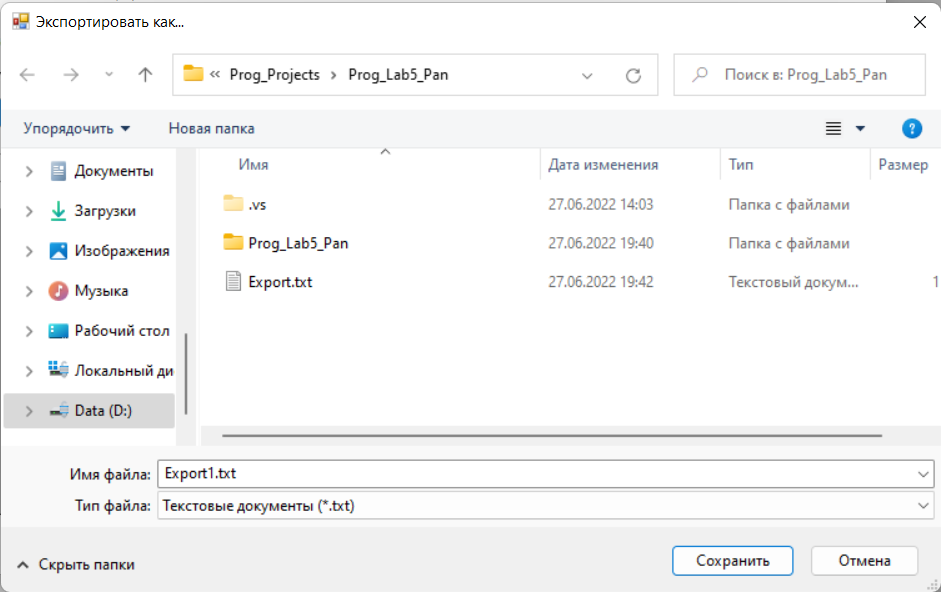 Экспортировать как...
« Prog_Projects > Prog_Lab5_Pan
Поиск в: Prog_Lab5_Pan
Упорядочить
Новая папка
?
Имя
Дата изменения
Тип
Размер
Документы
Загрузки
Изображения
Музыка
Рабочий стол
Локальный ди
Data (D:)
.vs 27.06.2022 14:03 Папка с файлами
Prog_Lab5_Pan 27.06.2022 19:40 Папка с файлами
Export.txt 27.06.2022 19:42 Текстовый докум... 1
Имя файла: Export1.txt
Тип файла: Текстовые документы (*.txt)
Скрыть папки
Сохранить
Отмена